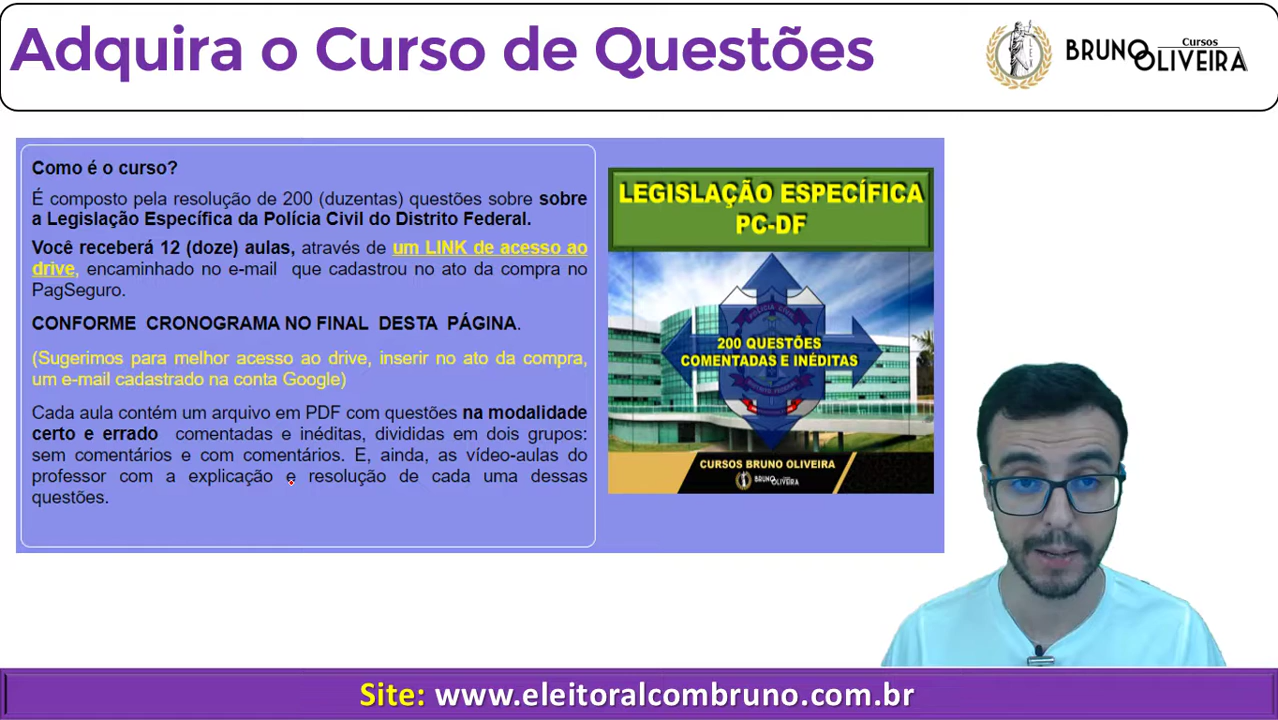 Adquira o Curso de Questões
Cursos
BRUNO
OLIVEIRA
Como é o curso?
É composto pela resolução de 200 (duzentas) questões sobre sobre
a Legislação Específica da Polícia Civil do Distrito Federal.
Você receberá 12 (doze) aulas, através de um LINK de acesso ao
drive, encaminhado no e-mail que cadastrou no ato da compra no
PagSeguro.
CONFORME CRONOGRAMA NO FINAL DESTA PÁGINA.
(Sugerimos para melhor acesso ao drive, inserir no ato da compra,
um e-mail cadastrado na conta Google)
Cada aula contém um arquivo em PDF com questões na modalidade
certo e errado comentadas e inéditas, divididas em dois grupos:
sem comentários e com comentários. E, ainda, as vídeo-aulas do
professor com a explicação e resolução de cada uma dessas
questões.
LEGISLAÇÃO ESPECÍFICA
PC-DF
POLÍCIA CIVIL
200 QUESTÕES
COMENTADAS E INÉDITAS
DISTRITO FEDERAL
CURSOS BRUNO OLIVEIRA
BRUNO
OLIVEIRA
Site: www.eleitoralcombruno.com.br